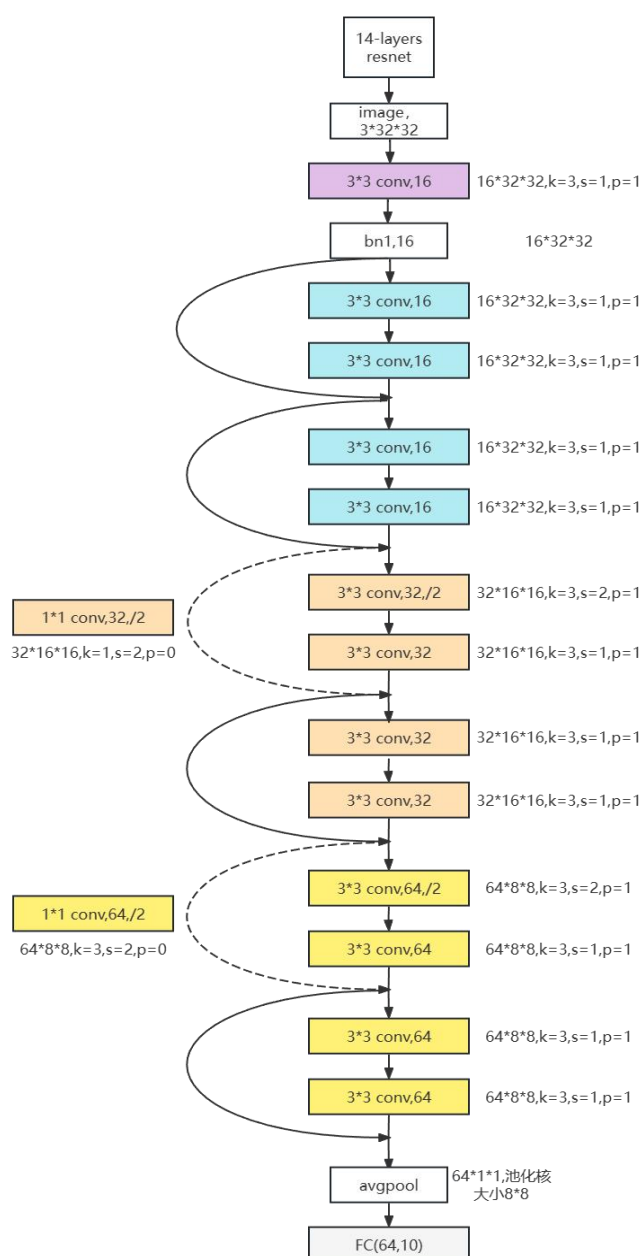 14-layers
resnet
image，
3*32*32
3*3 conv,16
16*32*32,k=3,s=1,p=1
bn1,16
16*32*32
3*3 conv,16
16*32*32,k=3,s=1,p=1
3*3 conv,16
16*32*32,k=3,s=1,p=1
3*3 conv,16
16*32*32,k=3,s=1,p=1
3*3 conv,16
16*32*32,k=3,s=1,p=1
3*3 conv,32,/2
32*16*16,k=3,s=2,p=1
1*1 conv,32,/2
32*16*16,k=1,s=2,p=0
3*3 conv,32
32*16*16,k=3,s=1,p=1
3*3 conv,32
32*16*16,k=3,s=1,p=1
3*3 conv,32
32*16*16,k=3,s=1,p=1
3*3 conv,64,/2
64*8*8,k=3,s=2,p=1
1*1 conv,64,/2
64*8*8,k=3,s=2,p=0
3*3 conv,64
64*8*8,k=3,s=1,p=1
3*3 conv,64
64*8*8,k=3,s=1,p=1
3*3 conv,64
64*8*8,k=3,s=1,p=1
avgpool
64*1*1,池化核
大小8*8
FC(64,10)